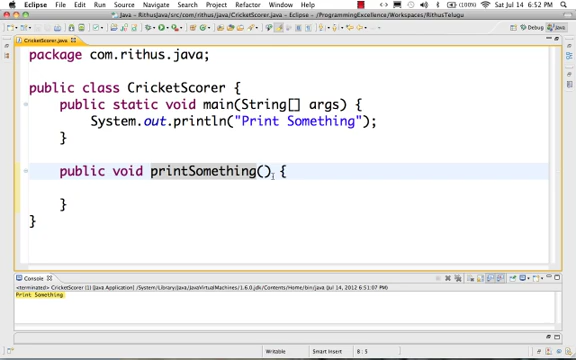 Eclipse File Edit Run Source Navigate Search Project Refactor Window Help (100%) Sat Jul 14 6:52 PM
Java - RithusJava/src/com/rithus/java/CricketScorer.java - Eclipse - /ProgrammingExcellence/Workspaces/RithusTelugu
Debug Java
CricketScorer.java
package com.rithus.java;
public class CricketScorer {
public static void main(String[] args) {
System.out.println("Print Something");
}
public void printSomething() {
}
}
Console
<terminated> CricketScorer (1) [Java Application] /System/Library/Java/JavaVirtualMachines/1.6.0.jdk/Contents/Home/bin/java (Jul 14, 2012 6:51:07 PM)
Print Something
Writable Smart Insert 8 : 5